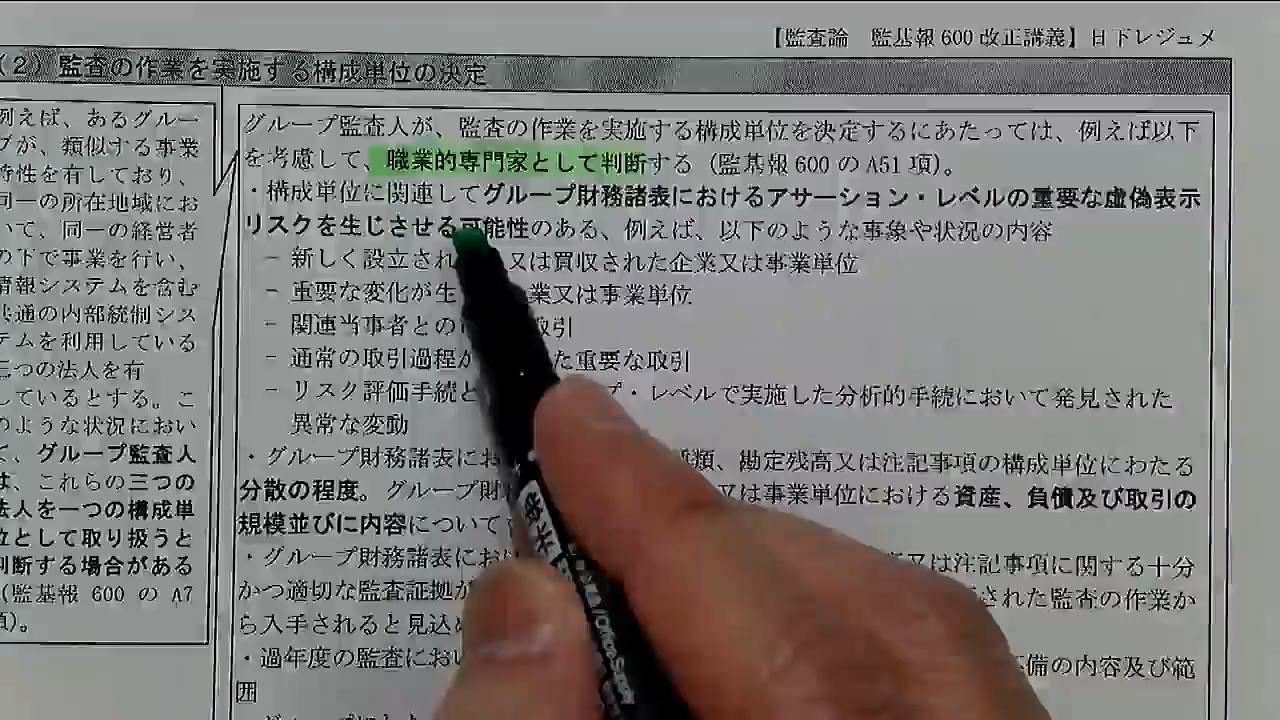 【監査論 監基報600改正講義】日下レジュメ
(2) 監査の作業を実施する構成単位の決定
例えば、あるグルー
プが、類似する事業
特性を有しており、
同一の所在地域にお
いて、同一の経営者
の下で事業を行い、
情報システムを含む
共通の内部統制シス
テムを利用している
三つの法人を有
しているとする。こ
のような状況におい
て、グループ監査人
は、これらの三つの
法人を一つの構成単
位として取り扱うと
判断する場合がある
(監基報 600 の A7
項)。
グループ監査人が、監査の作業を実施する構成単位を決定するにあたっては、例えば以下
を考慮して、職業的専門家として判断する(監基報600のA51項)。
・構成単位に関連してグループ財務諸表におけるアサーション・レベルの重要な虚偽表示
リスクを生じさせる可能性のある、例えば、以下のような事象や状況の内容
− 新しく設立され 又は買収された企業又は事業単位
− 重要な変化が生 業又は事業単位
− 関連当事者との 取引
− 通常の取引過程か た重要な取引
− リスク評価手続と プ・レベルで実施した分析的手続において発見された
異常な変動
・グループ財務諸表にお 類、勘定残高又は注記事項の構成単位にわたる
分散の程度。グループ財 又は事業単位における資産、負債及び取引の
規模並びに内容について
・グループ財務諸表にお 又は注記事項に関する十分
かつ適切な監査証拠が された監査の作業か
ら入手されると見込
・過年度の監査におい 備の内容及び範
囲